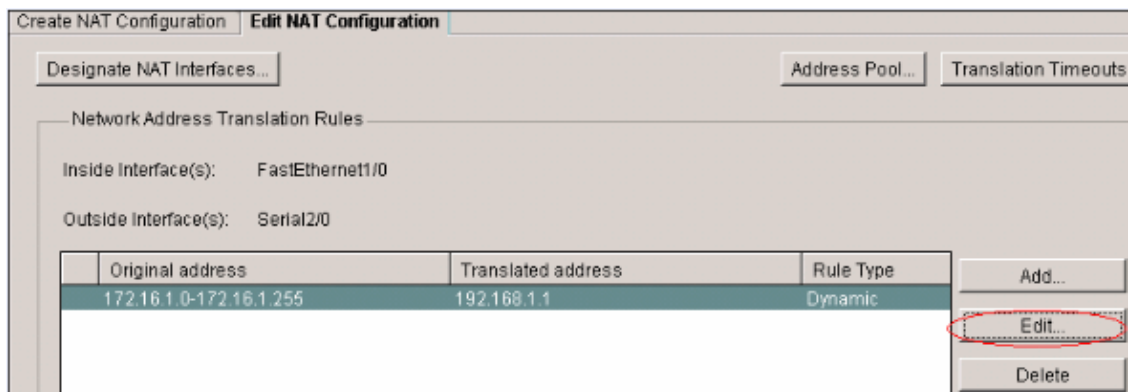 Create NAT Configuration Edit NAT Configuration
Designate NAT Interfaces... Address Pool... Translation Timeouts
Network Address Translation Rules
Inside Interface(s): FastEthernet1/0
Outside Interface(s): Serial2/0
Original address Translated address Rule Type
172.16.1.0-172.16.1.255 192.168.1.1 Dynamic
Add...
Edit...
Delete